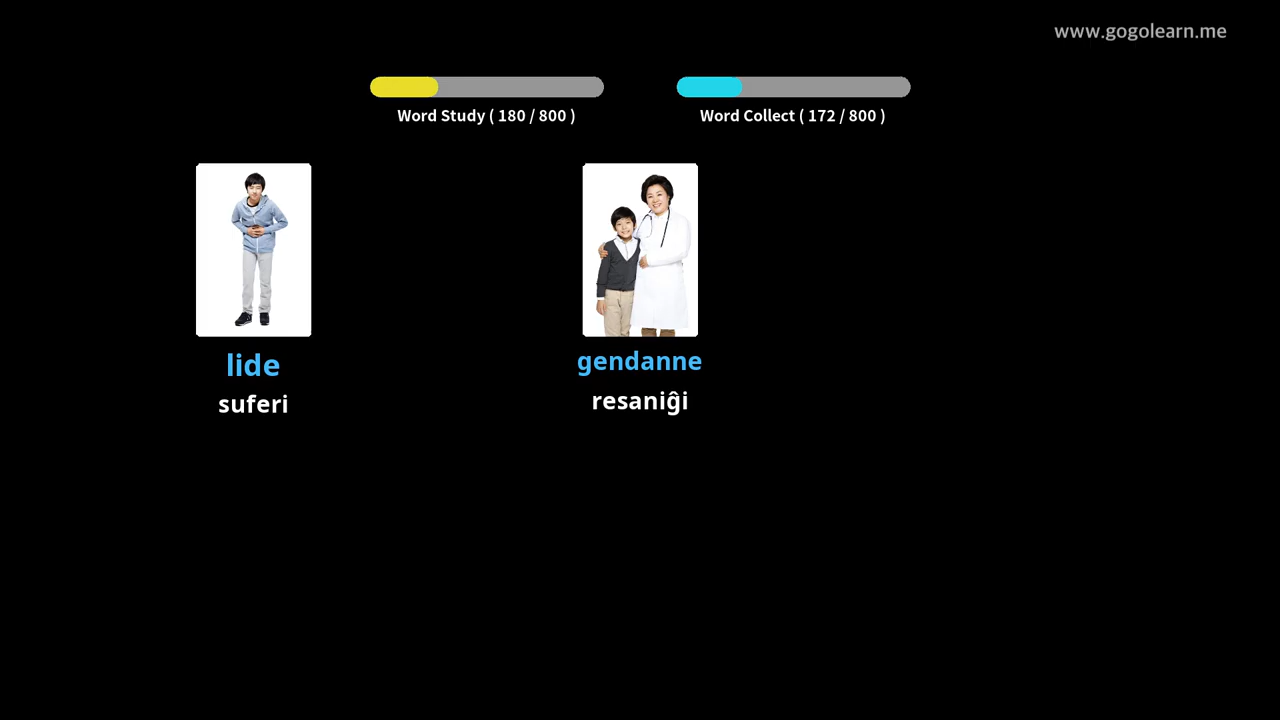 www.gogolearn.me
Word Study ( 180 / 800 )
Word Collect ( 172 / 800 )
lide
suferi
gendanne
resaniĝi